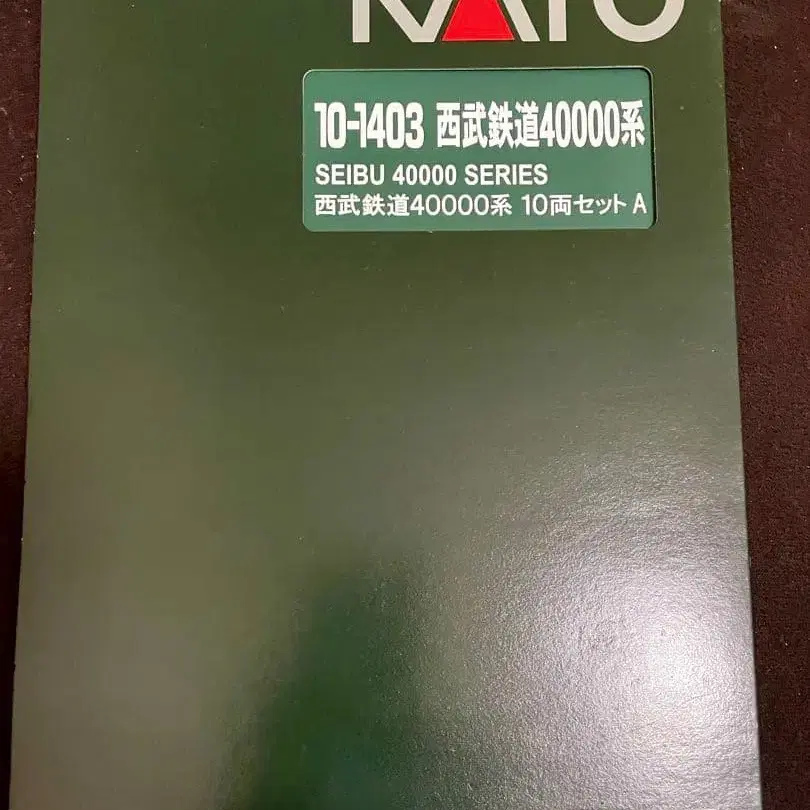 KATO
10-1403 西武鉄道40000系
SEIBU 40000 SERIES
西武鉄道40000系 10両セット A